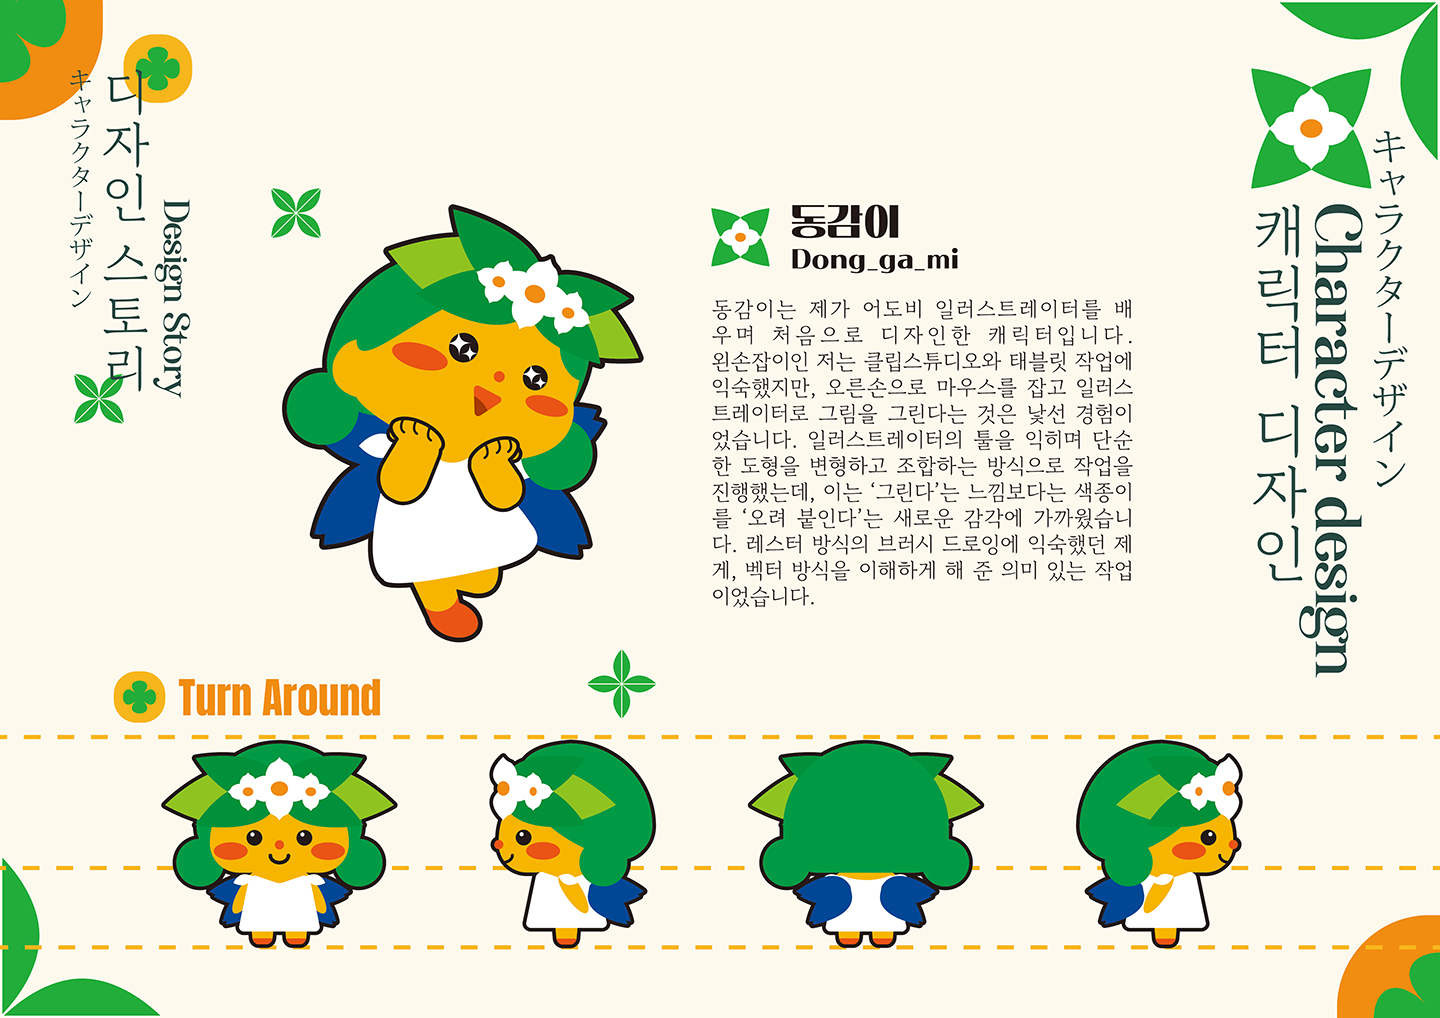 디자인 스토리
Design Story
キャラクターデザイン
동감이
Dong_ga_mi
동감이는 제가 어도비 일러스트레이터를 배
우며 처음으로 디자인한 캐릭터입니다.
왼손잡이인 저는 클립스튜디오와 태블릿 작업에
익숙했지만, 오른손으로 마우스를 잡고 일러스
트레이터로 그림을 그린다는 것은 낯선 경험이
었습니다. 일러스트레이터의 툴을 익히며 단순
한 도형을 변형하고 조합하는 방식으로 작업을
진행했는데, 이는 ‘그린다’는 느낌보다는 색종이
를 ‘오려 붙인다’는 새로운 감각에 가까웠습니
다. 레스터 방식의 브러시 드로잉에 익숙했던 제
게, 벡터 방식을 이해하게 해 준 의미 있는 작업
이었습니다.
キャラクターデザイン
Character design
캐릭터 디자인
Turn Around